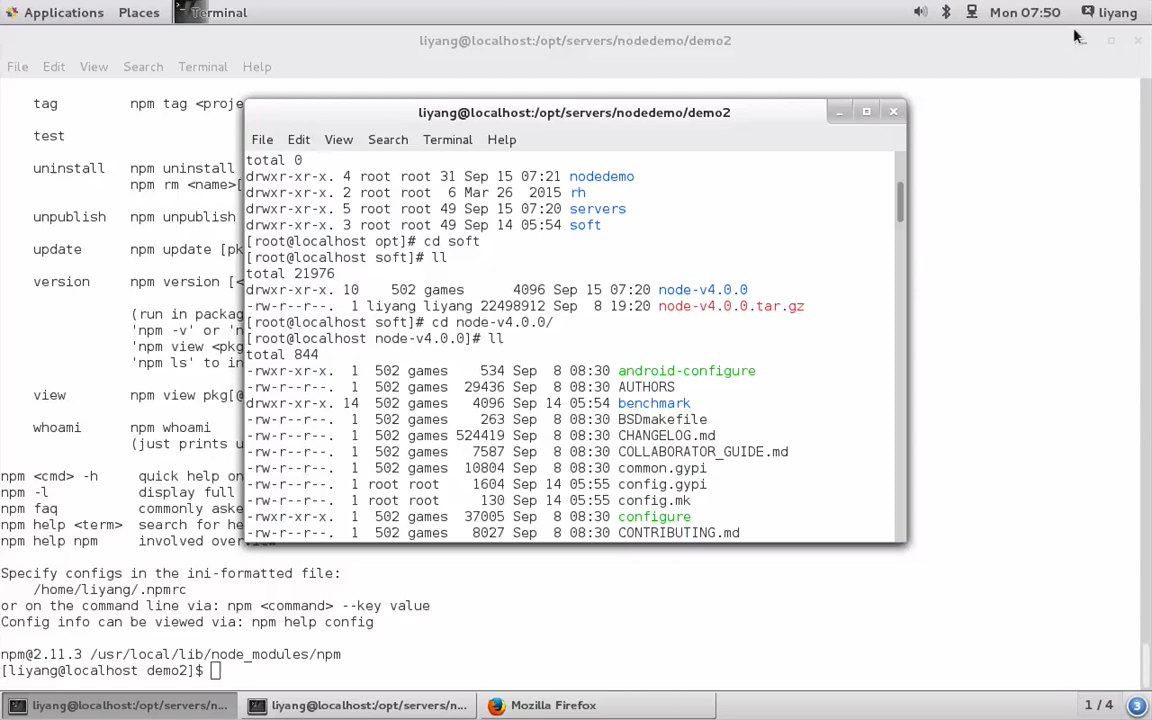 Applications Places Terminal Mon 07:50 liyang
liyang@localhost:/opt/servers/nodedemo/demo2
File Edit View Search Terminal Help
tag npm tag <proje
test
uninstall npm uninstall
npm rm <name>[
unpublish npm unpublish
update npm update [pk
version npm version [<
(run in packag
'npm -v' or '
'npm view <pkg
'npm ls' to in
view npm view pkg[@
whoami npm whoami
(just prints u
npm <cmd> -h quick help on
npm -l display full
npm faq commonly aske
npm help <term> search for he
npm help npm involved overv
Specify configs in the ini-formatted file:
/home/liyang/.npmrc
or on the command line via: npm <command> --key value
Config info can be viewed via: npm help config
npm@2.11.3 /usr/local/lib/node_modules/npm
[liyang@localhost demo2]$
liyang@localhost:/opt/servers/nodedemo/demo2
File Edit View Search Terminal Help
total 0
drwxr-xr-x. 4 root root 31 Sep 15 07:21 nodedemo
drwxr-xr-x. 2 root root 6 Mar 26 2015 rh
drwxr-xr-x. 5 root root 49 Sep 15 07:20 servers
drwxr-xr-x. 3 root root 49 Sep 14 05:54 soft
[root@localhost opt]# cd soft
[root@localhost soft]# ll
total 21976
drwxr-xr-x. 10 502 games 4096 Sep 15 07:20 node-v4.0.0
-rw-r--r--. 1 liyang liyang 22498912 Sep 8 19:20 node-v4.0.0.tar.gz
[root@localhost soft]# cd node-v4.0.0/
[root@localhost node-v4.0.0]# ll
total 844
-rwxr-xr-x. 1 502 games 534 Sep 8 08:30 android-configure
-rw-r--r--. 1 502 games 29436 Sep 8 08:30 AUTHORS
drwxr-xr-x. 14 502 games 4096 Sep 14 05:54 benchmark
-rw-r--r--. 1 502 games 263 Sep 8 08:30 BSDmakefile
-rw-r--r--. 1 502 games 524419 Sep 8 08:30 CHANGELOG.md
-rw-r--r--. 1 502 games 7587 Sep 8 08:30 COLLABORATOR_GUIDE.md
-rw-r--r--. 1 502 games 10804 Sep 8 08:30 common.gypi
-rw-r--r--. 1 root root 1604 Sep 14 05:55 config.gypi
-rw-r--r--. 1 root root 130 Sep 14 05:55 config.mk
-rwxr-xr-x. 1 502 games 37005 Sep 8 08:30 configure
-rw-r--r--. 1 502 games 8027 Sep 8 08:30 CONTRIBUTING.md
liyang@localhost:/opt/servers/n... liyang@localhost:/opt/servers/n... Mozilla Firefox 1 / 4 3